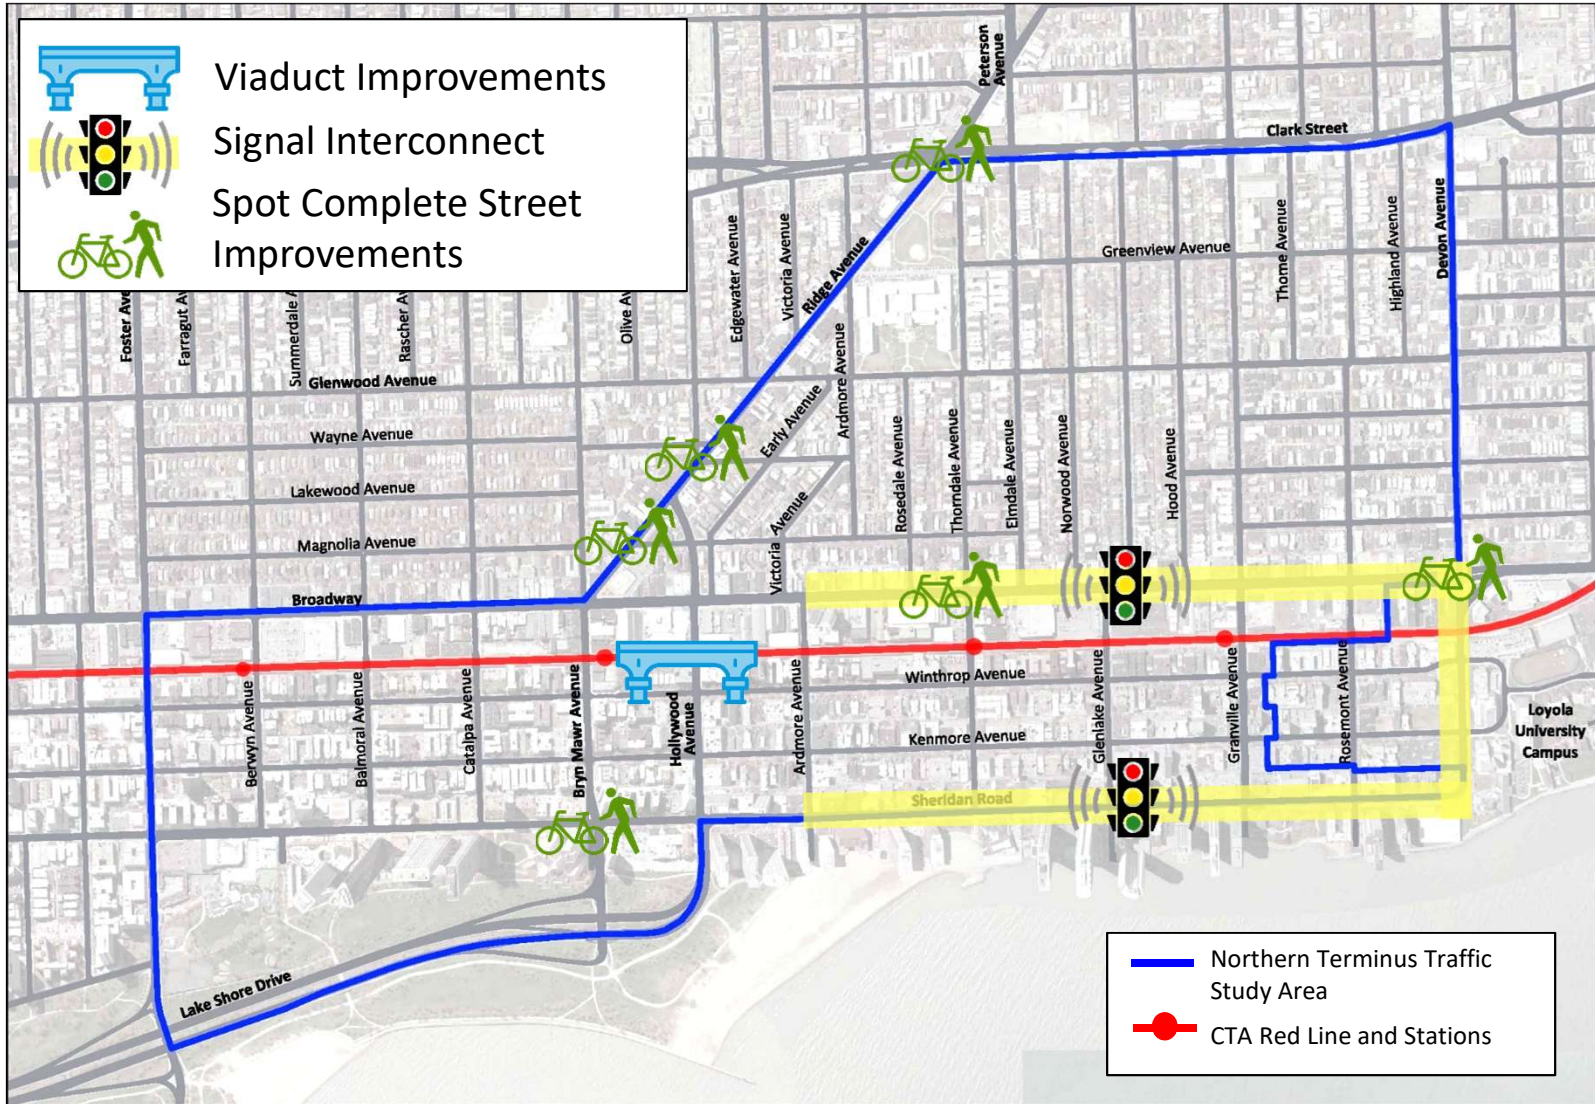 Viaduct Improvements
Signal Interconnect
Spot Complete Street
Improvements
Peterson
Avenue
Clark Street
Devon Avenue
Highland Avenue
Thome Avenue
Greenview Avenue
Ridge Avenue
Victoria Avenue
Edgewater Avenue
Olive Av
Rascher Av
Summerdale A
Farragut Av
Foster Ave
Glenwood Avenue
Wayne Avenue
Lakewood Avenue
Magnolia Avenue
Broadway
Early Avenue
Ardmore Avenue
Victoria Avenue
Rosedale Avenue
Thorndale Avenue
Elmdale Avenue
Norwood Avenue
Hood Avenue
Winthrop Avenue
Kenmore Avenue
Sheridan Road
Berwyn Avenue
Balmoral Avenue
Catalpa Avenue
Bryn Mawr Avenue
Hollywood
Avenue
Ardmore Avenue
Glenlake Avenue
Granville Avenue
Rosemont Avenue
Loyola
University
Campus
Lake Shore Drive
Northern Terminus Traffic
Study Area
CTA Red Line and Stations